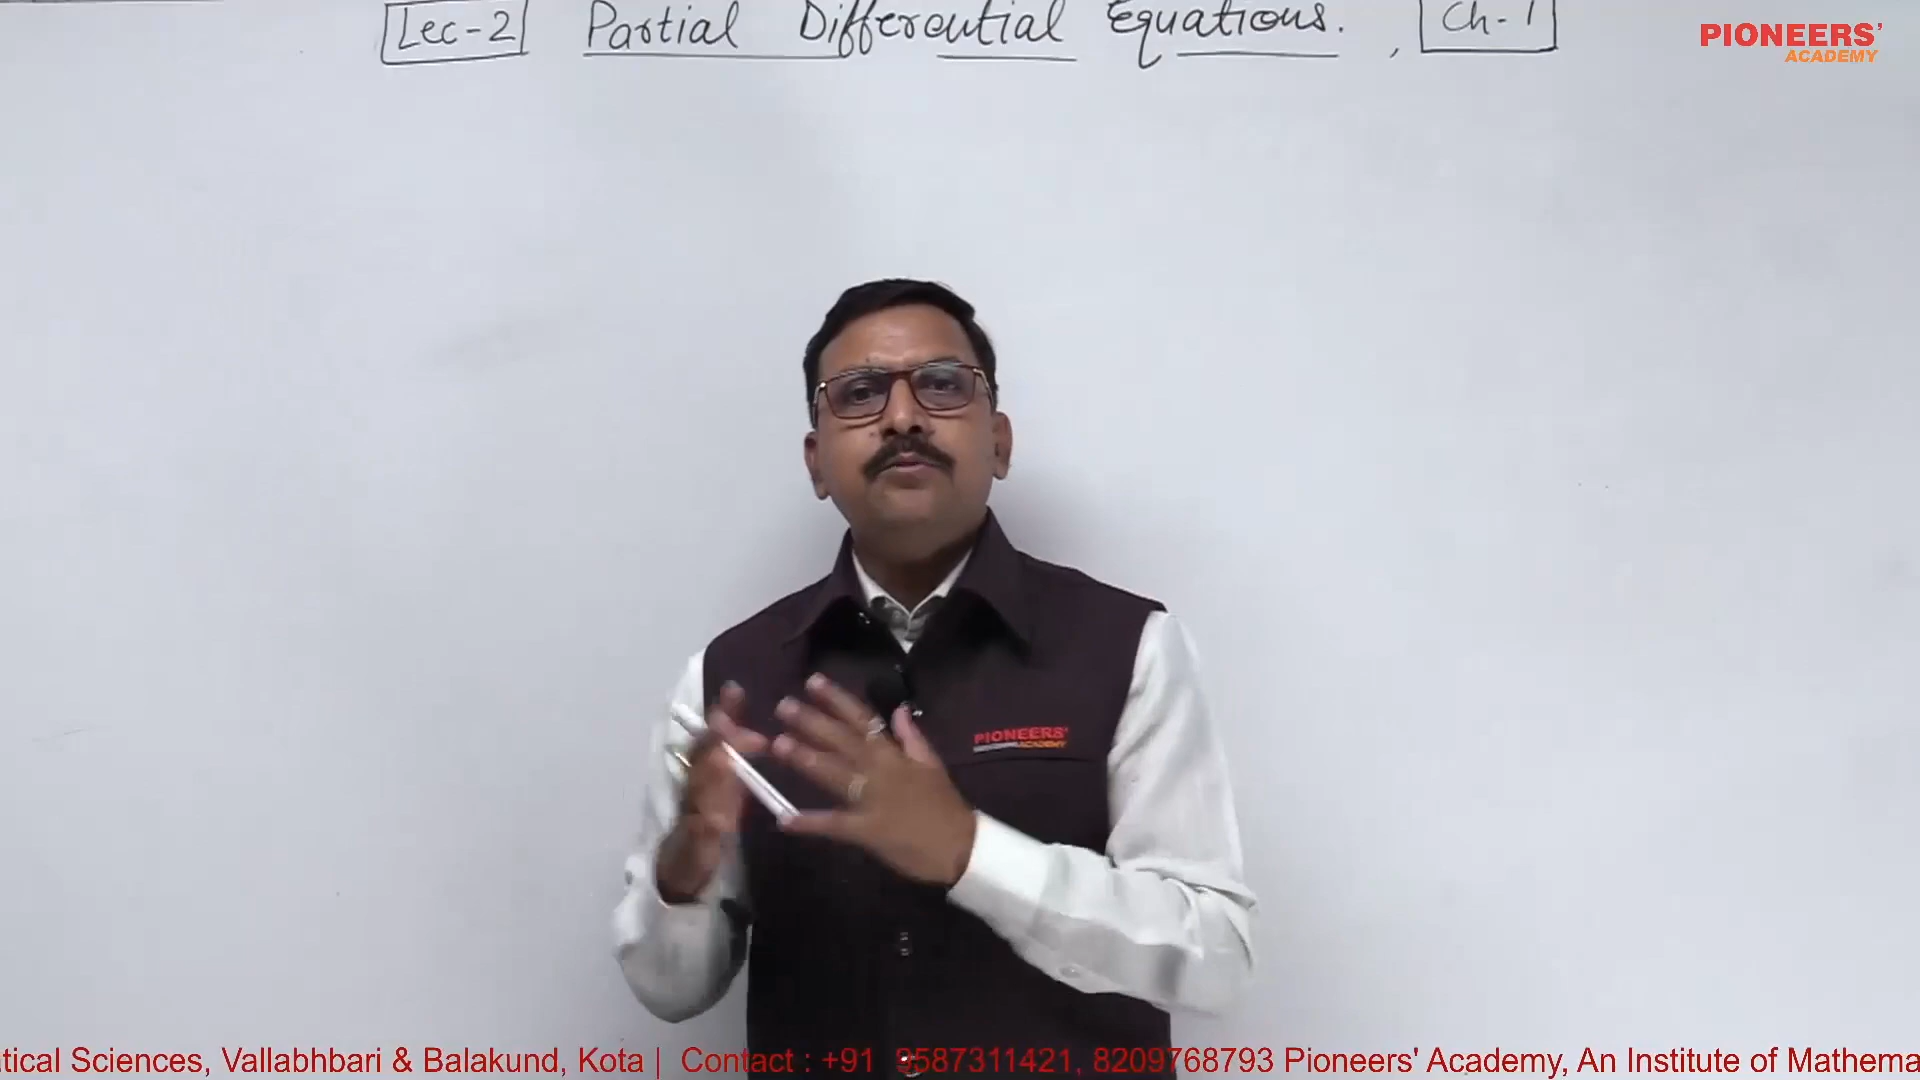 Lec-2 Partial Differential Equations. , Ch-1
PIONEERS'
ACADEMY
PIONEERS'
ACADEMY
tical Sciences, Vallabhbari & Balakund, Kota | Contact : +91 9587311421, 8209768793 Pioneers' Academy, An Institute of Mathema